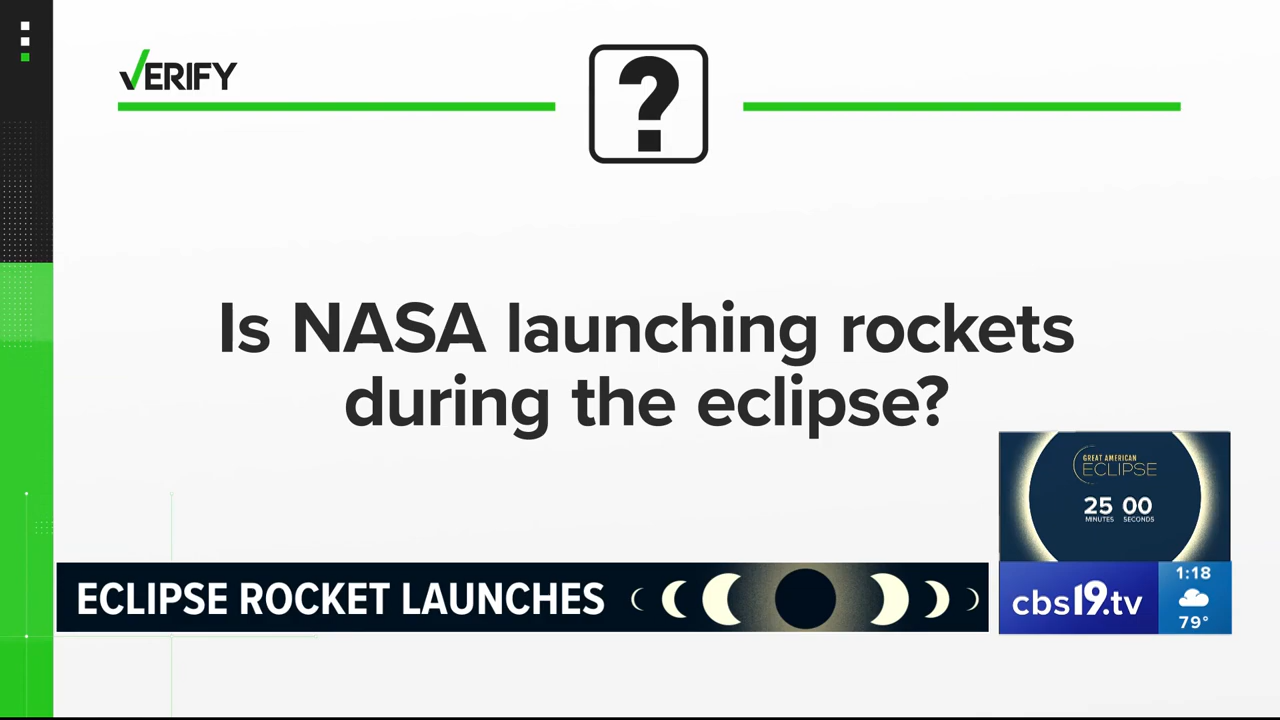 VERIFY
?
Is NASA launching rockets
during the eclipse?
GREAT AMERICAN
ECLIPSE
25 00
MINUTES SECONDS
ECLIPSE ROCKET LAUNCHES
cbs19.tv
1:18
79°